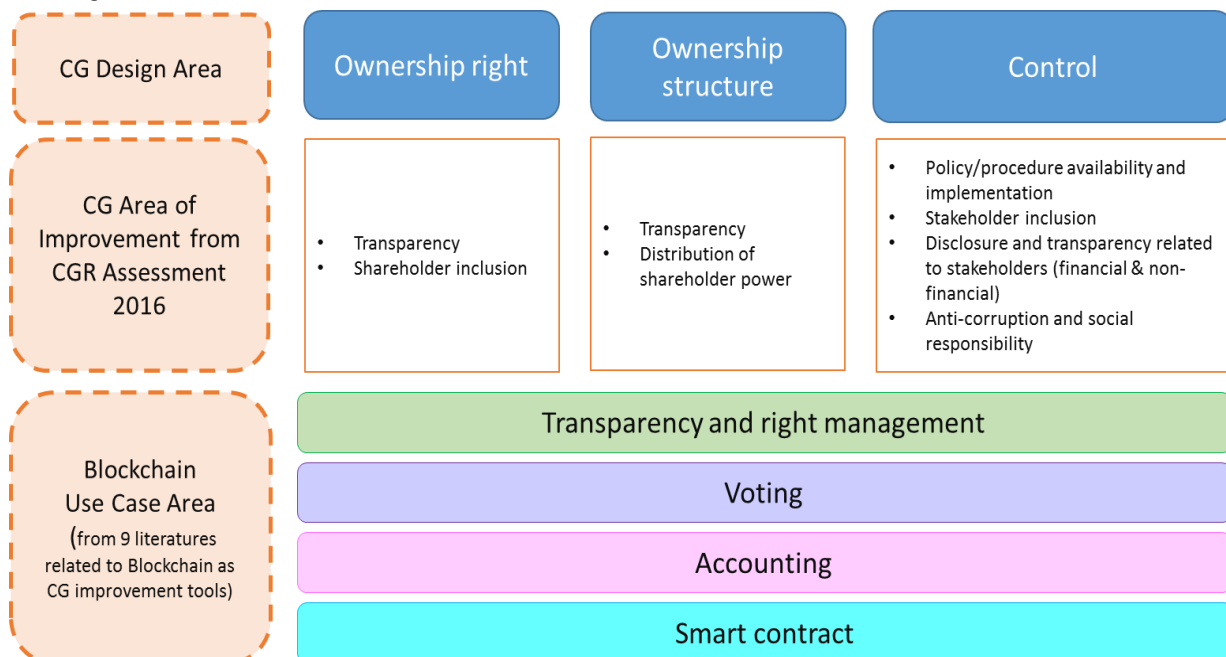 CG Design Area
Ownership right
Ownership
structure
Control
CG Area of
Improvement from
CGR Assessment
2016
• Transparency
• Shareholder inclusion
• Transparency
• Distribution of
shareholder power
• Policy/procedure availability and
implementation
• Stakeholder inclusion
• Disclosure and transparency related
to stakeholders (financial & non-
financial)
• Anti-corruption and social
responsibility
Blockchain
Use Case Area
(from 9 literatures
related to Blockchain as
CG improvement tools)
Transparency and right management
Voting
Accounting
Smart contract